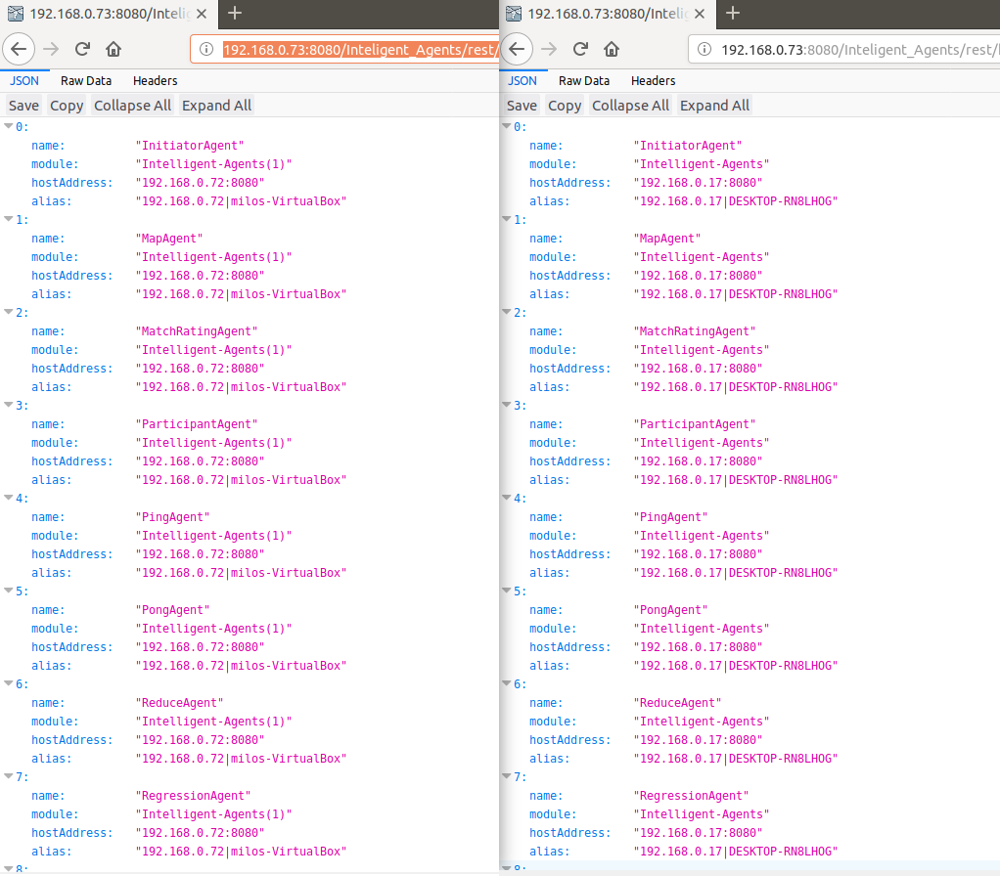 192.168.0.73:8080/Intelig
192.168.0.73:8080/Inteligent_Agents/rest/
JSON Raw Data Headers
Save Copy Collapse All Expand All
0:
name: "InitiatorAgent"
module: "Intelligent-Agents(1)"
hostAddress: "192.168.0.72:8080"
alias: "192.168.0.72|milos-VirtualBox"
1:
name: "MapAgent"
module: "Intelligent-Agents(1)"
hostAddress: "192.168.0.72:8080"
alias: "192.168.0.72|milos-VirtualBox"
2:
name: "MatchRatingAgent"
module: "Intelligent-Agents(1)"
hostAddress: "192.168.0.72:8080"
alias: "192.168.0.72|milos-VirtualBox"
3:
name: "ParticipantAgent"
module: "Intelligent-Agents(1)"
hostAddress: "192.168.0.72:8080"
alias: "192.168.0.72|milos-VirtualBox"
4:
name: "PingAgent"
module: "Intelligent-Agents(1)"
hostAddress: "192.168.0.72:8080"
alias: "192.168.0.72|milos-VirtualBox"
5:
name: "PongAgent"
module: "Intelligent-Agents(1)"
hostAddress: "192.168.0.72:8080"
alias: "192.168.0.72|milos-VirtualBox"
6:
name: "ReduceAgent"
module: "Intelligent-Agents(1)"
hostAddress: "192.168.0.72:8080"
alias: "192.168.0.72|milos-VirtualBox"
7:
name: "RegressionAgent"
module: "Intelligent-Agents(1)"
hostAddress: "192.168.0.72:8080"
alias: "192.168.0.72|milos-VirtualBox"
8:
192.168.0.73:8080/Intelig
192.168.0.73:8080/Inteligent_Agents/rest/
JSON Raw Data Headers
Save Copy Collapse All Expand All
0:
name: "InitiatorAgent"
module: "Intelligent-Agents"
hostAddress: "192.168.0.17:8080"
alias: "192.168.0.17|DESKTOP-RN8LHOG"
1:
name: "MapAgent"
module: "Intelligent-Agents"
hostAddress: "192.168.0.17:8080"
alias: "192.168.0.17|DESKTOP-RN8LHOG"
2:
name: "MatchRatingAgent"
module: "Intelligent-Agents"
hostAddress: "192.168.0.17:8080"
alias: "192.168.0.17|DESKTOP-RN8LHOG"
3:
name: "ParticipantAgent"
module: "Intelligent-Agents"
hostAddress: "192.168.0.17:8080"
alias: "192.168.0.17|DESKTOP-RN8LHOG"
4:
name: "PingAgent"
module: "Intelligent-Agents"
hostAddress: "192.168.0.17:8080"
alias: "192.168.0.17|DESKTOP-RN8LHOG"
5:
name: "PongAgent"
module: "Intelligent-Agents"
hostAddress: "192.168.0.17:8080"
alias: "192.168.0.17|DESKTOP-RN8LHOG"
6:
name: "ReduceAgent"
module: "Intelligent-Agents"
hostAddress: "192.168.0.17:8080"
alias: "192.168.0.17|DESKTOP-RN8LHOG"
7:
name: "RegressionAgent"
module: "Intelligent-Agents"
hostAddress: "192.168.0.17:8080"
alias: "192.168.0.17|DESKTOP-RN8LHOG"
8: